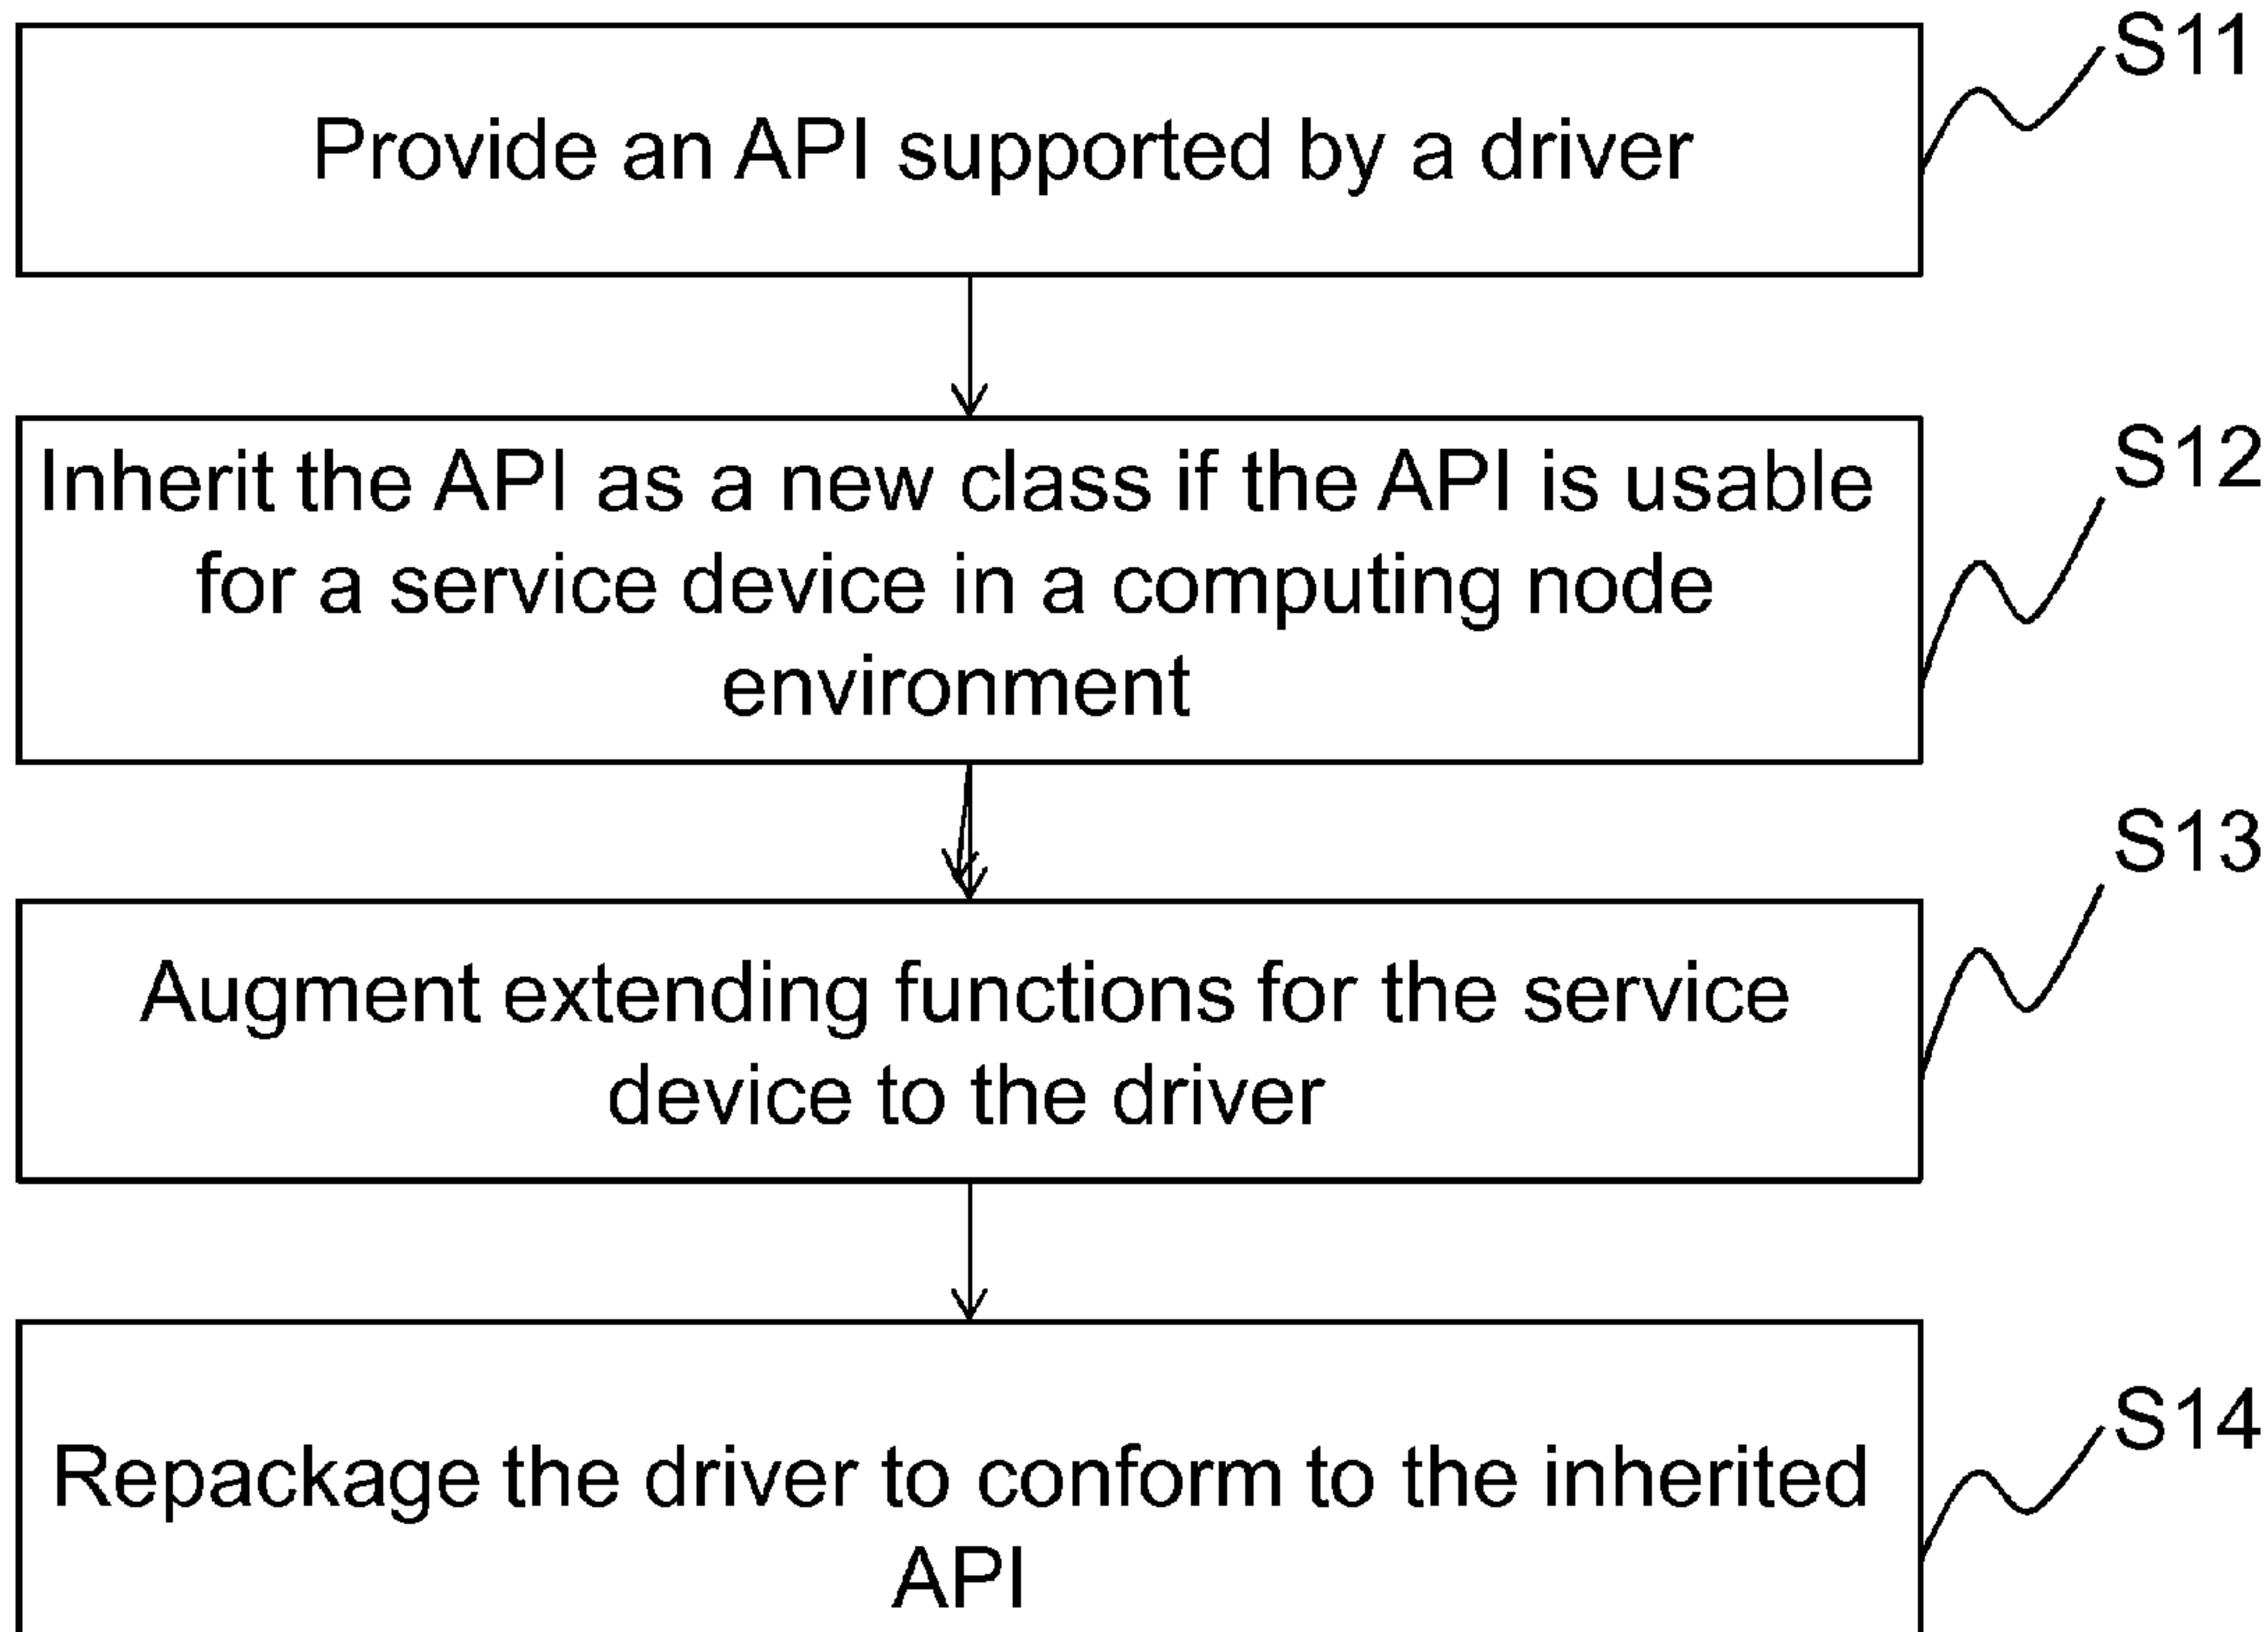 S11
Provide an API supported by a driver
S12
Inherit the API as a new class if the API is usable
for a service device in a computing node
environment
S13
Augment extending functions for the service
device to the driver
S14
Repackage the driver to conform to the inherited
API